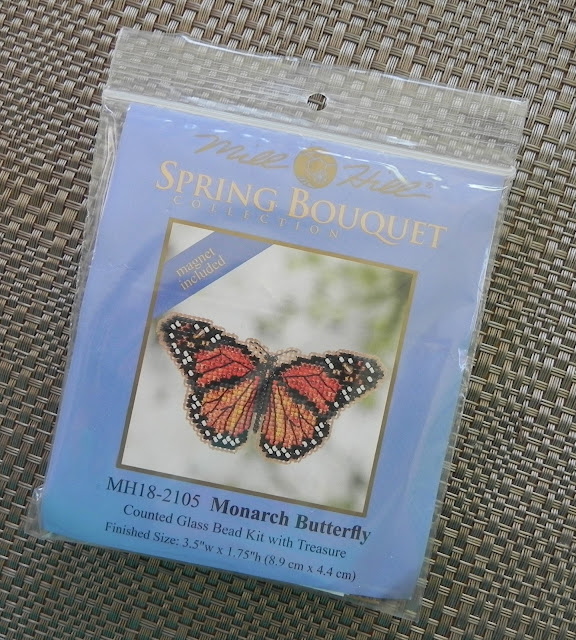 Mill Hill®
SPRING BOUQUET
COLLECTION
magnet
included
MH18-2105 Monarch Butterfly
Counted Glass Bead Kit with Treasure
Finished Size: 3.5"w x 1.75"h (8.9 cm x 4.4 cm)